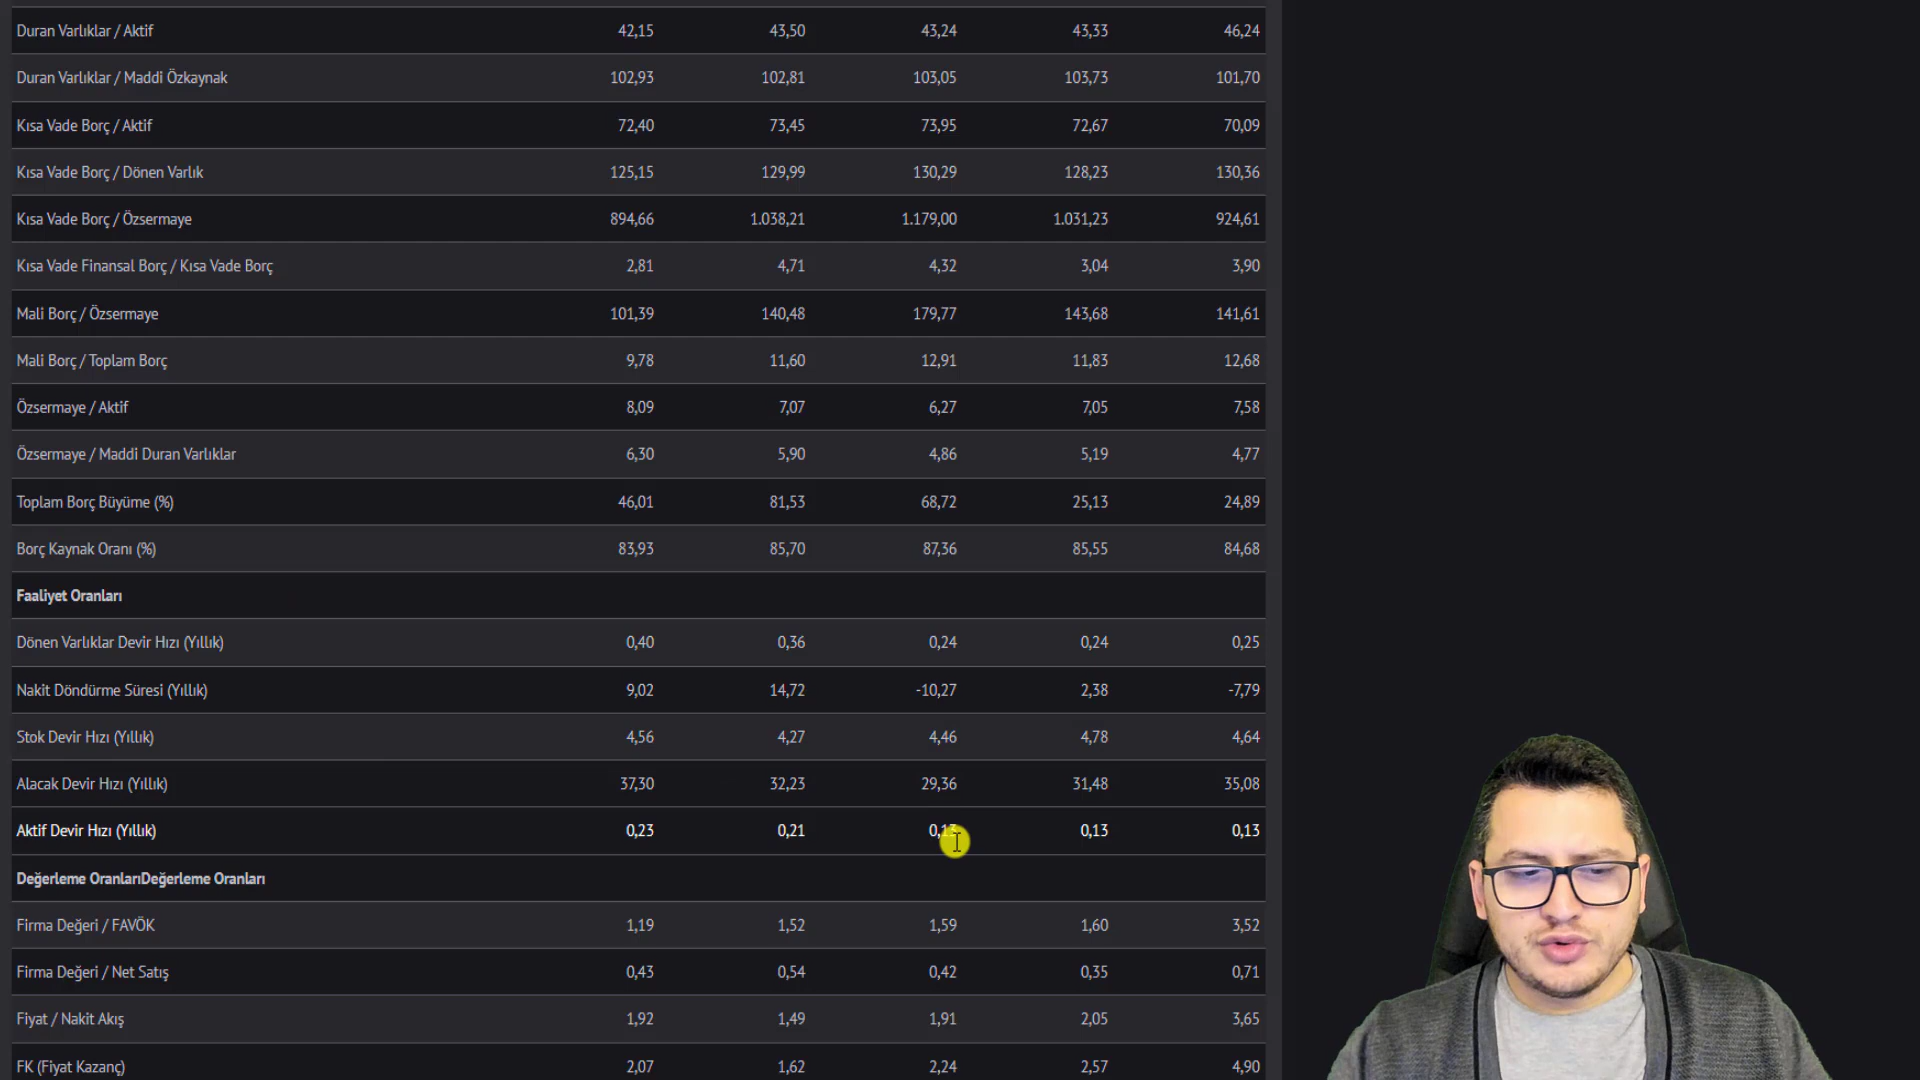 Duran Varlıklar / Aktif 42,15 43,50 43,24 43,33 46,24
Duran Varlıklar / Maddi Özkaynak 102,93 102,81 103,05 103,73 101,70
Kısa Vade Borç / Aktif 72,40 73,45 73,95 72,67 70,09
Kısa Vade Borç / Dönen Varlık 125,15 129,99 130,29 128,23 130,36
Kısa Vade Borç / Özsermaye 894,66 1.038,21 1.179,00 1.031,23 924,61
Kısa Vade Finansal Borç / Kısa Vade Borç 2,81 4,71 4,32 3,04 3,90
Mali Borç / Özsermaye 101,39 140,48 179,77 143,68 141,61
Mali Borç / Toplam Borç 9,78 11,60 12,91 11,83 12,68
Özsermaye / Aktif 8,09 7,07 6,27 7,05 7,58
Özsermaye / Maddi Duran Varlıklar 6,30 5,90 4,86 5,19 4,77
Toplam Borç Büyüme (%) 46,01 81,53 68,72 25,13 24,89
Borç Kaynak Oranı (%) 83,93 85,70 87,36 85,55 84,68
Faaliyet Oranları
Dönen Varlıklar Devir Hızı (Yıllık) 0,40 0,36 0,24 0,24 0,25
Nakit Döndürme Süresi (Yıllık) 9,02 14,72 -10,27 2,38 -7,79
Stok Devir Hızı (Yıllık) 4,56 4,27 4,46 4,78 4,64
Alacak Devir Hızı (Yıllık) 37,30 32,23 29,36 31,48 35,08
Aktif Devir Hızı (Yıllık) 0,23 0,21 0,13 0,13 0,13
Değerleme OranlarıDeğerleme Oranları
Firma Değeri / FAVÖK 1,19 1,52 1,59 1,60 3,52
Firma Değeri / Net Satış 0,43 0,54 0,42 0,35 0,71
Fiyat / Nakit Akış 1,92 1,49 1,91 2,05 3,65
FK (Fiyat Kazanç) 2,07 1,62 2,24 2,57 4,90